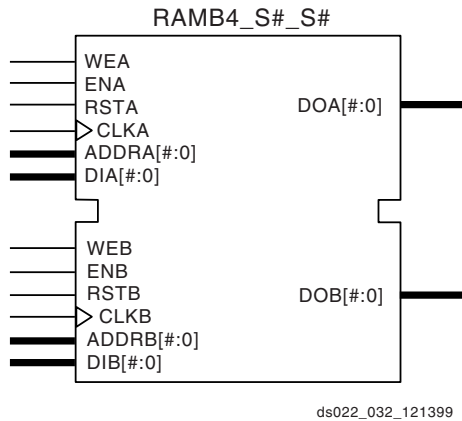 RAMB4_S#_S#
WEA
ENA
RSTA
CLKA
ADDRA[#:0]
DIA[#:0]
DOA[#:0]
WEB
ENB
RSTB
CLKB
ADDRB[#:0]
DIB[#:0]
DOB[#:0]
ds022_032_121399